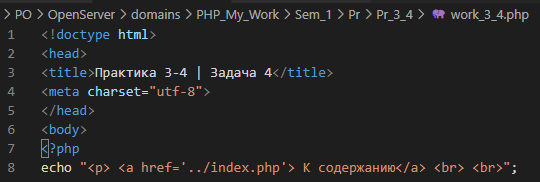 PO > OpenServer > domains > PHP_My_Work > Sem_1 > Pr > Pr_3_4 > work_3_4.php
1 <!doctype html>
2 <head>
3 <title>Практика 3-4 | Задача 4</title>
4 <meta charset="utf-8">
5 </head>
6 <body>
7 <?php
8 echo "<p> <a href='../index.php'> К содержанию</a> <br> <br>";